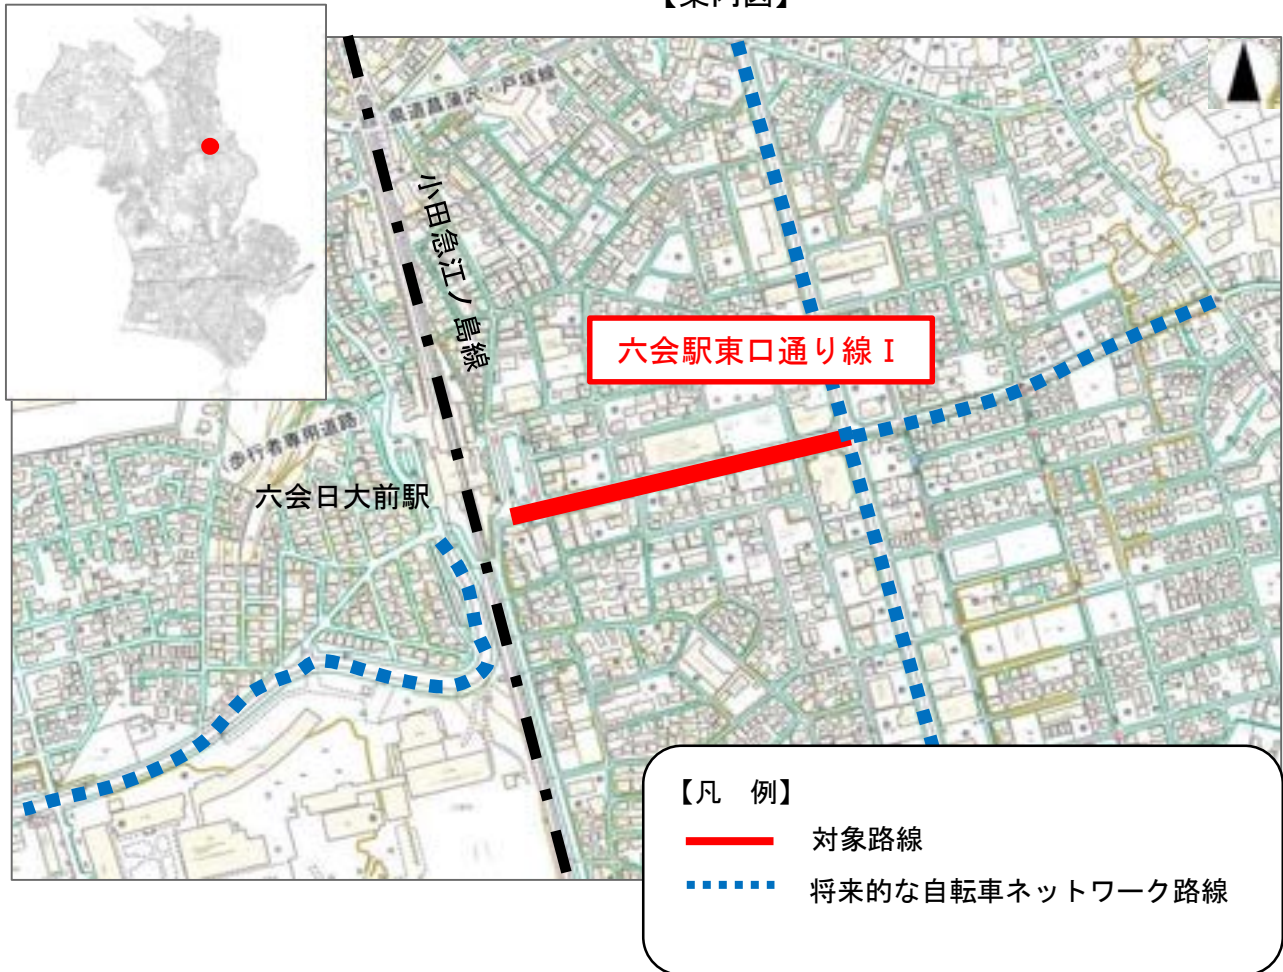 【案内図】
県道菖蒲沢・戸塚線
小田急江ノ島線
六会駅東口通り線Ⅰ
歩行者専用道路
六会日大前駅
【凡　例】
対象路線
将来的な自転車ネットワーク路線